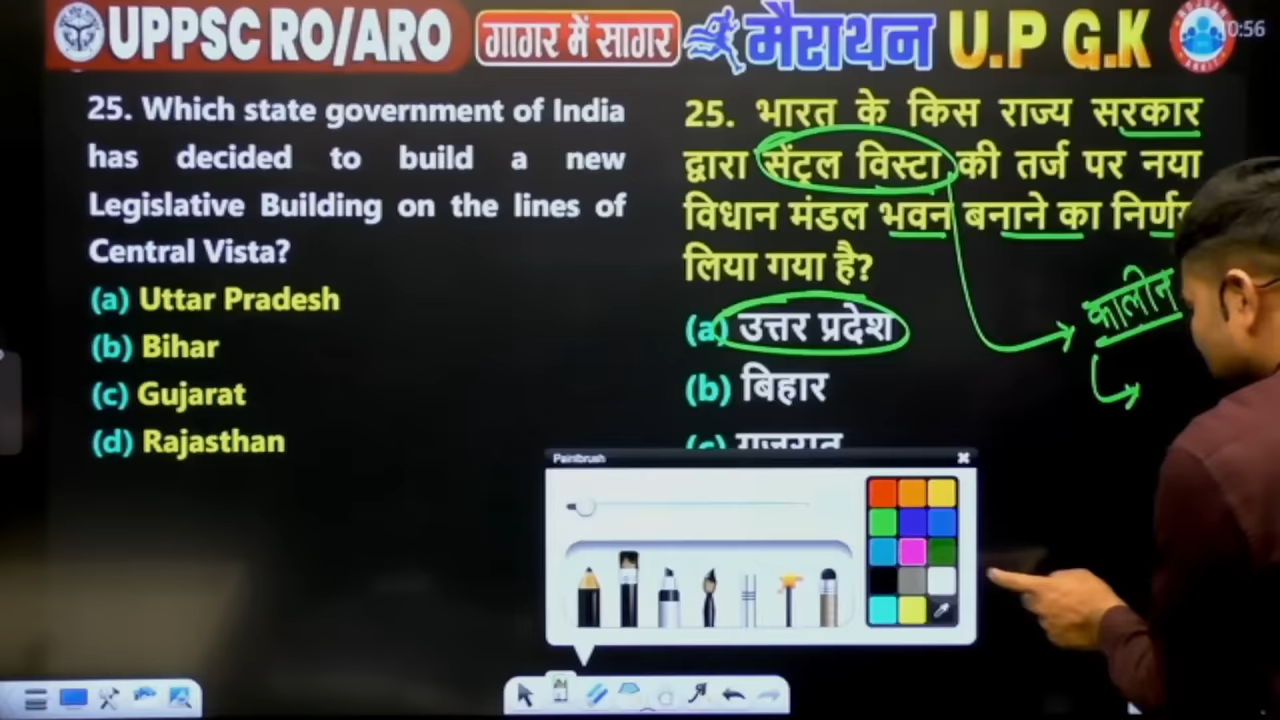 UPPSC RO/ARO गागर में सागर मैराथन U.P G.K
0:56
25. Which state government of India
has decided to build a new
Legislative Building on the lines of
Central Vista?
(a) Uttar Pradesh
(b) Bihar
(c) Gujarat
(d) Rajasthan
25. भारत के किस राज्य सरकार
द्वारा सेंट्रल विस्टा की तर्ज पर नया
विधान मंडल भवन बनाने का निर्णय
लिया गया है?
(a) उत्तर प्रदेश
(b) बिहार
(c) गुजरात
कालीन
Paintbrush